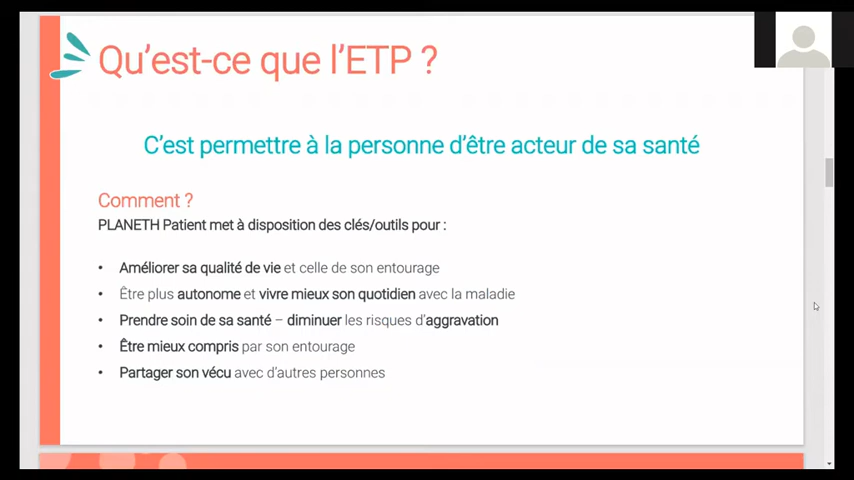 Qu’est-ce que l’ETP ?
C’est permettre à la personne d’être acteur de sa santé
Comment ?
PLANETH Patient met à disposition des clés/outils pour :
• Améliorer sa qualité de vie et celle de son entourage
• Être plus autonome et vivre mieux son quotidien avec la maladie
• Prendre soin de sa santé – diminuer les risques d’aggravation
• Être mieux compris par son entourage
• Partager son vécu avec d’autres personnes